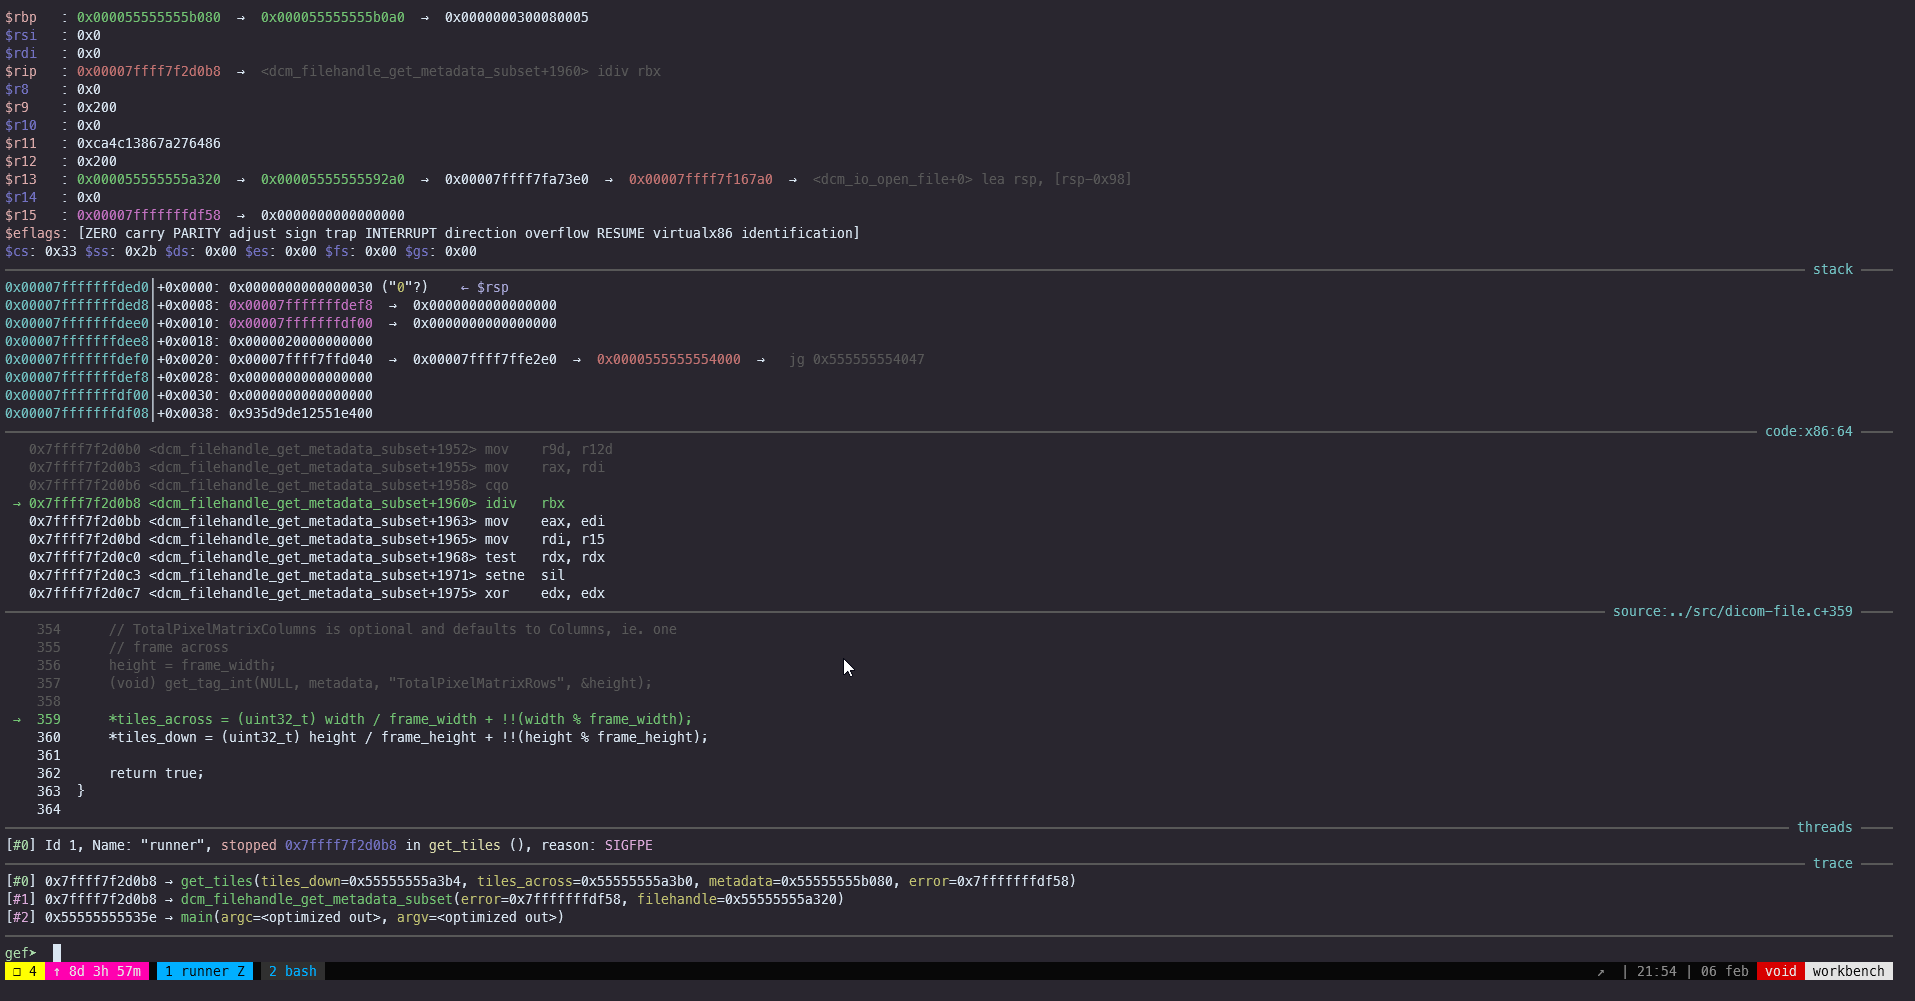 $rbp   : 0x000055555555b080  →  0x000055555555b0a0  →  0x0000000300080005
$rsi   : 0x0
$rdi   : 0x0
$rip   : 0x00007ffff7f2d0b8  →  <dcm_filehandle_get_metadata_subset+1960> idiv rbx
$r8    : 0x0
$r9    : 0x200
$r10   : 0x0
$r11   : 0xca4c13867a276486
$r12   : 0x200
$r13   : 0x000055555555a320  →  0x00005555555592a0  →  0x00007ffff7fa73e0  →  0x00007ffff7f167a0  →  <dcm_io_open_file+0> lea rsp, [rsp-0x98]
$r14   : 0x0
$r15   : 0x00007fffffffdf58  →  0x0000000000000000
$eflags: [ZERO carry PARITY adjust sign trap INTERRUPT direction overflow RESUME virtualx86 identification]
$cs: 0x33 $ss: 0x2b $ds: 0x00 $es: 0x00 $fs: 0x00 $gs: 0x00
stack
0x00007fffffffded0│+0x0000: 0x0000000000000030 ("0"?)    ← $rsp
0x00007fffffffded8│+0x0008: 0x00007fffffffdef8  →  0x0000000000000000
0x00007fffffffdee0│+0x0010: 0x00007fffffffdf00  →  0x0000000000000000
0x00007fffffffdee8│+0x0018: 0x0000020000000000
0x00007fffffffdef0│+0x0020: 0x00007ffff7ffd040  →  0x00007ffff7ffe2e0  →  0x0000555555554000  →   jg 0x555555554047
0x00007fffffffdef8│+0x0028: 0x0000000000000000
0x00007fffffffdf00│+0x0030: 0x0000000000000000
0x00007fffffffdf08│+0x0038: 0x935d9de12551e400
code:x86:64
   0x7ffff7f2d0b0 <dcm_filehandle_get_metadata_subset+1952> mov    r9d, r12d
   0x7ffff7f2d0b3 <dcm_filehandle_get_metadata_subset+1955> mov    rax, rdi
   0x7ffff7f2d0b6 <dcm_filehandle_get_metadata_subset+1958> cqo
 → 0x7ffff7f2d0b8 <dcm_filehandle_get_metadata_subset+1960> idiv   rbx
   0x7ffff7f2d0bb <dcm_filehandle_get_metadata_subset+1963> mov    eax, edi
   0x7ffff7f2d0bd <dcm_filehandle_get_metadata_subset+1965> mov    rdi, r15
   0x7ffff7f2d0c0 <dcm_filehandle_get_metadata_subset+1968> test   rdx, rdx
   0x7ffff7f2d0c3 <dcm_filehandle_get_metadata_subset+1971> setne  sil
   0x7ffff7f2d0c7 <dcm_filehandle_get_metadata_subset+1975> xor    edx, edx
source:../src/dicom-file.c+359
    354      // TotalPixelMatrixColumns is optional and defaults to Columns, ie. one
    355      // frame across
    356      height = frame_width;
    357      (void) get_tag_int(NULL, metadata, "TotalPixelMatrixRows", &height);
    358
 →  359      *tiles_across = (uint32_t) width / frame_width + !!(width % frame_width);
    360      *tiles_down = (uint32_t) height / frame_height + !!(height % frame_height);
    361
    362      return true;
    363  }
    364
threads
[#0] Id 1, Name: "runner", stopped 0x7ffff7f2d0b8 in get_tiles (), reason: SIGFPE
trace
[#0] 0x7ffff7f2d0b8 → get_tiles(tiles_down=0x55555555a3b4, tiles_across=0x55555555a3b0, metadata=0x55555555b080, error=0x7fffffffdf58)
[#1] 0x7ffff7f2d0b8 → dcm_filehandle_get_metadata_subset(error=0x7fffffffdf58, filehandle=0x55555555a320)
[#2] 0x55555555535e → main(argc=<optimized out>, argv=<optimized out>)
gef➤
❐ 4 ↑ 8d 3h 57m 1 runner Z 2 bash ↗ | 21:54 | 06 feb void workbench